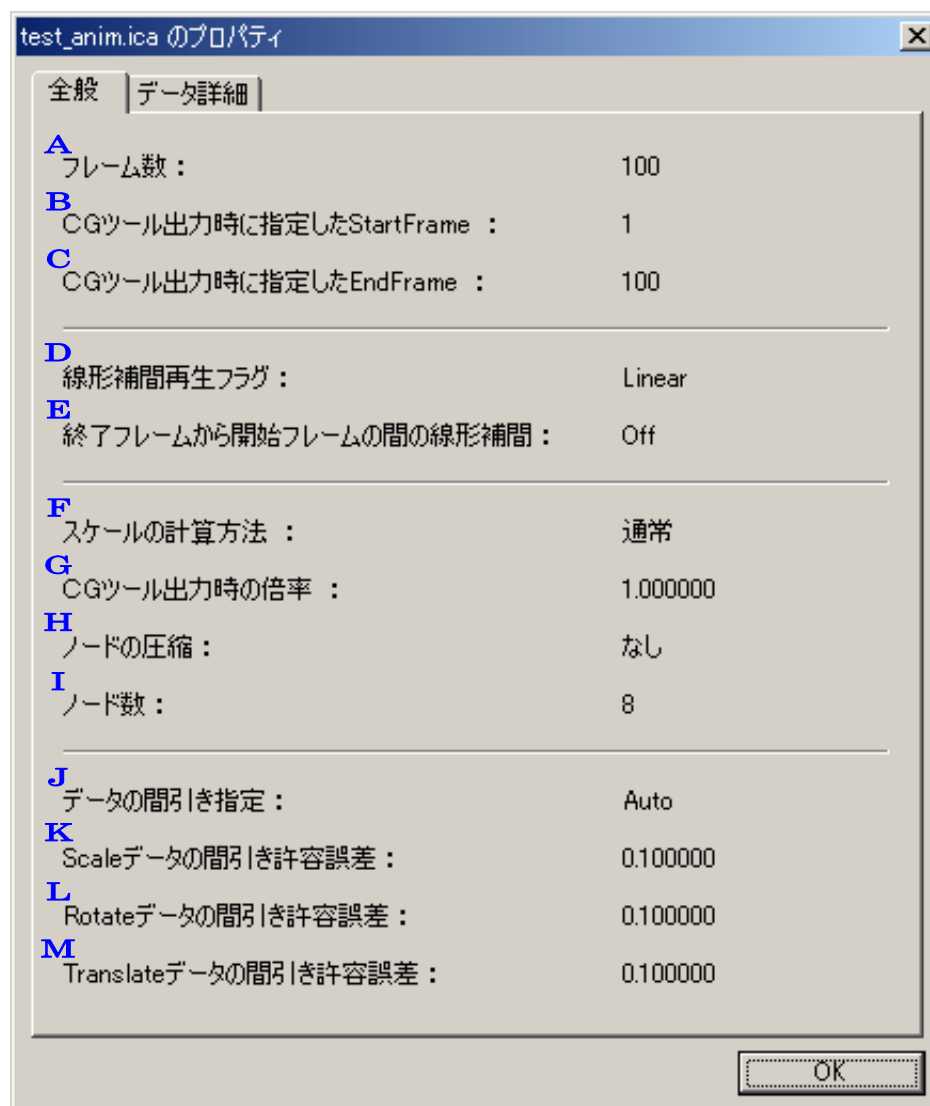 test_anim.ica のプロパティ
全般 データ詳細
A
フレーム数： 100
B
CGツール出力時に指定したStartFrame ： 1
C
CGツール出力時に指定したEndFrame ： 100
D
線形補間再生フラグ： Linear
E
終了フレームから開始フレームの間の線形補間： Off
F
スケールの計算方法 ： 通常
G
CGツール出力時の倍率 ： 1.000000
H
ノードの圧縮： なし
I
ノード数： 8
J
データの間引き指定： Auto
K
Scaleデータの間引き許容誤差： 0.100000
L
Rotateデータの間引き許容誤差： 0.100000
M
Translateデータの間引き許容誤差： 0.100000
OK